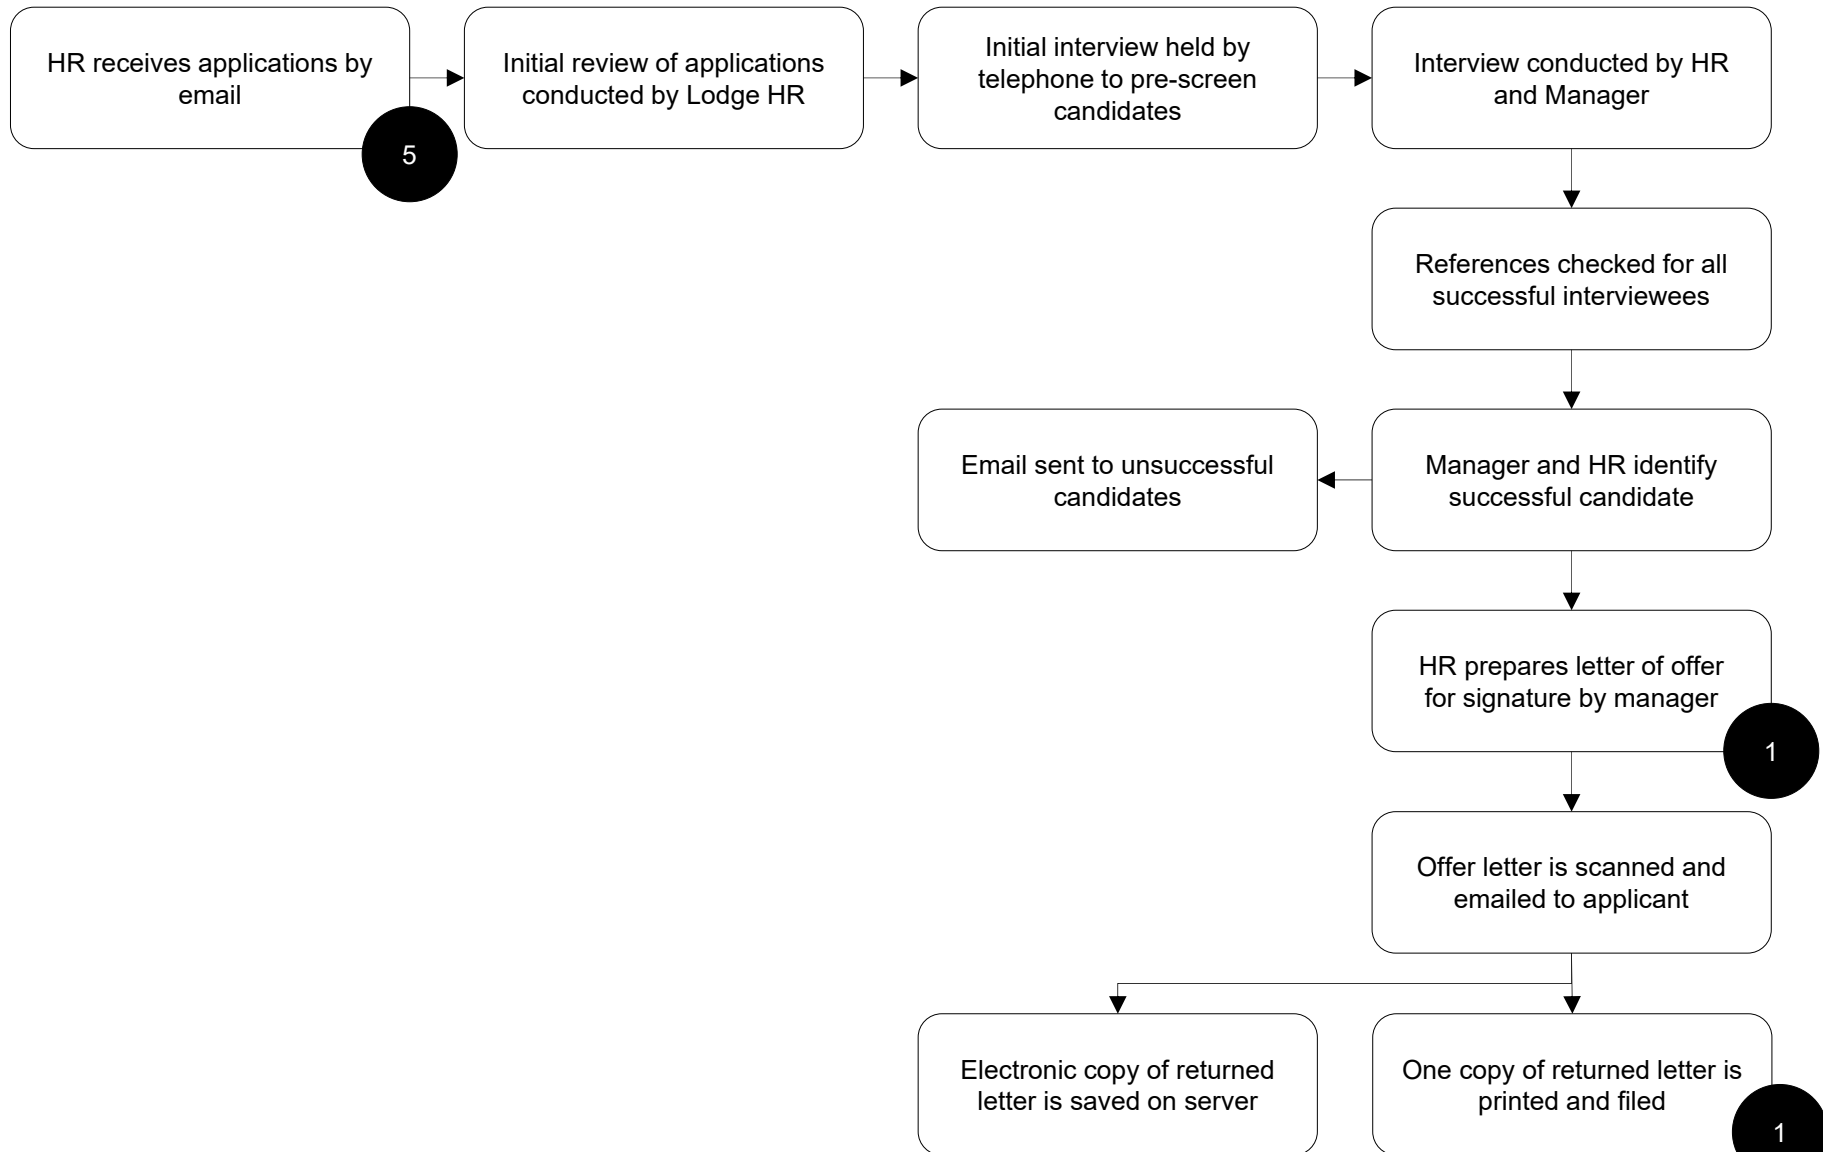 HR receives applications by
email
5
Initial review of applications
conducted by Lodge HR
Initial interview held by
telephone to pre-screen
candidates
Interview conducted by HR
and Manager
References checked for all
successful interviewees
Email sent to unsuccessful
candidates
Manager and HR identify
successful candidate
HR prepares letter of offer
for signature by manager
1
Offer letter is scanned and
emailed to applicant
Electronic copy of returned
letter is saved on server
One copy of returned letter is
printed and filed
1